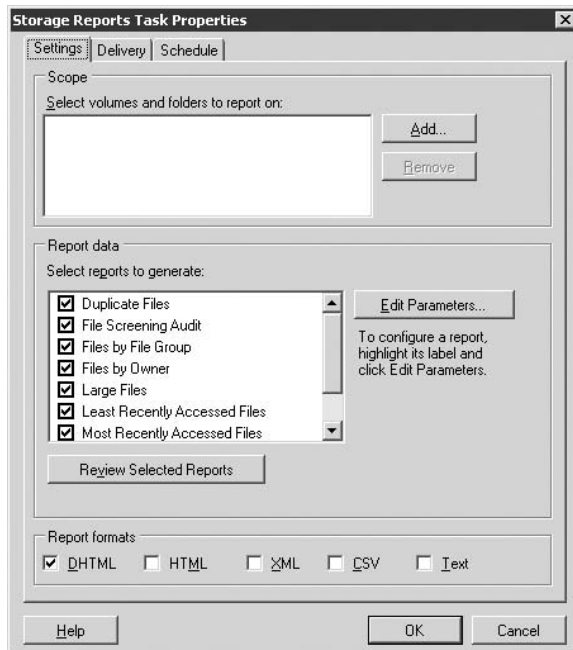 Storage Reports Task Properties
Settings Delivery Schedule
Scope
Select volumes and folders to report on:
Add...
Remove
Report data
Select reports to generate:
Duplicate Files
File Screening Audit
Files by File Group
Files by Owner
Large Files
Least Recently Accessed Files
Most Recently Accessed Files
Edit Parameters...
To configure a report,
highlight its label and
click Edit Parameters.
Review Selected Reports
Report formats
DHTML HTML XML CSV Text
Help OK Cancel